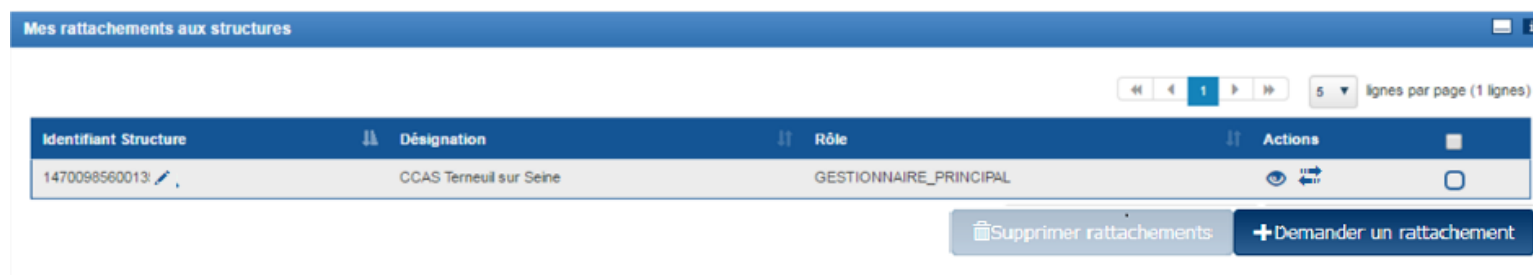 Mes rattachements aux structures
1 5 lignes par page (1 lignes)
Identifiant Structure Désignation Rôle Actions
CCAS Terneuil sur Seine GESTIONNAIRE_PRINCIPAL
Supprimer rattachements +Demander un rattachement